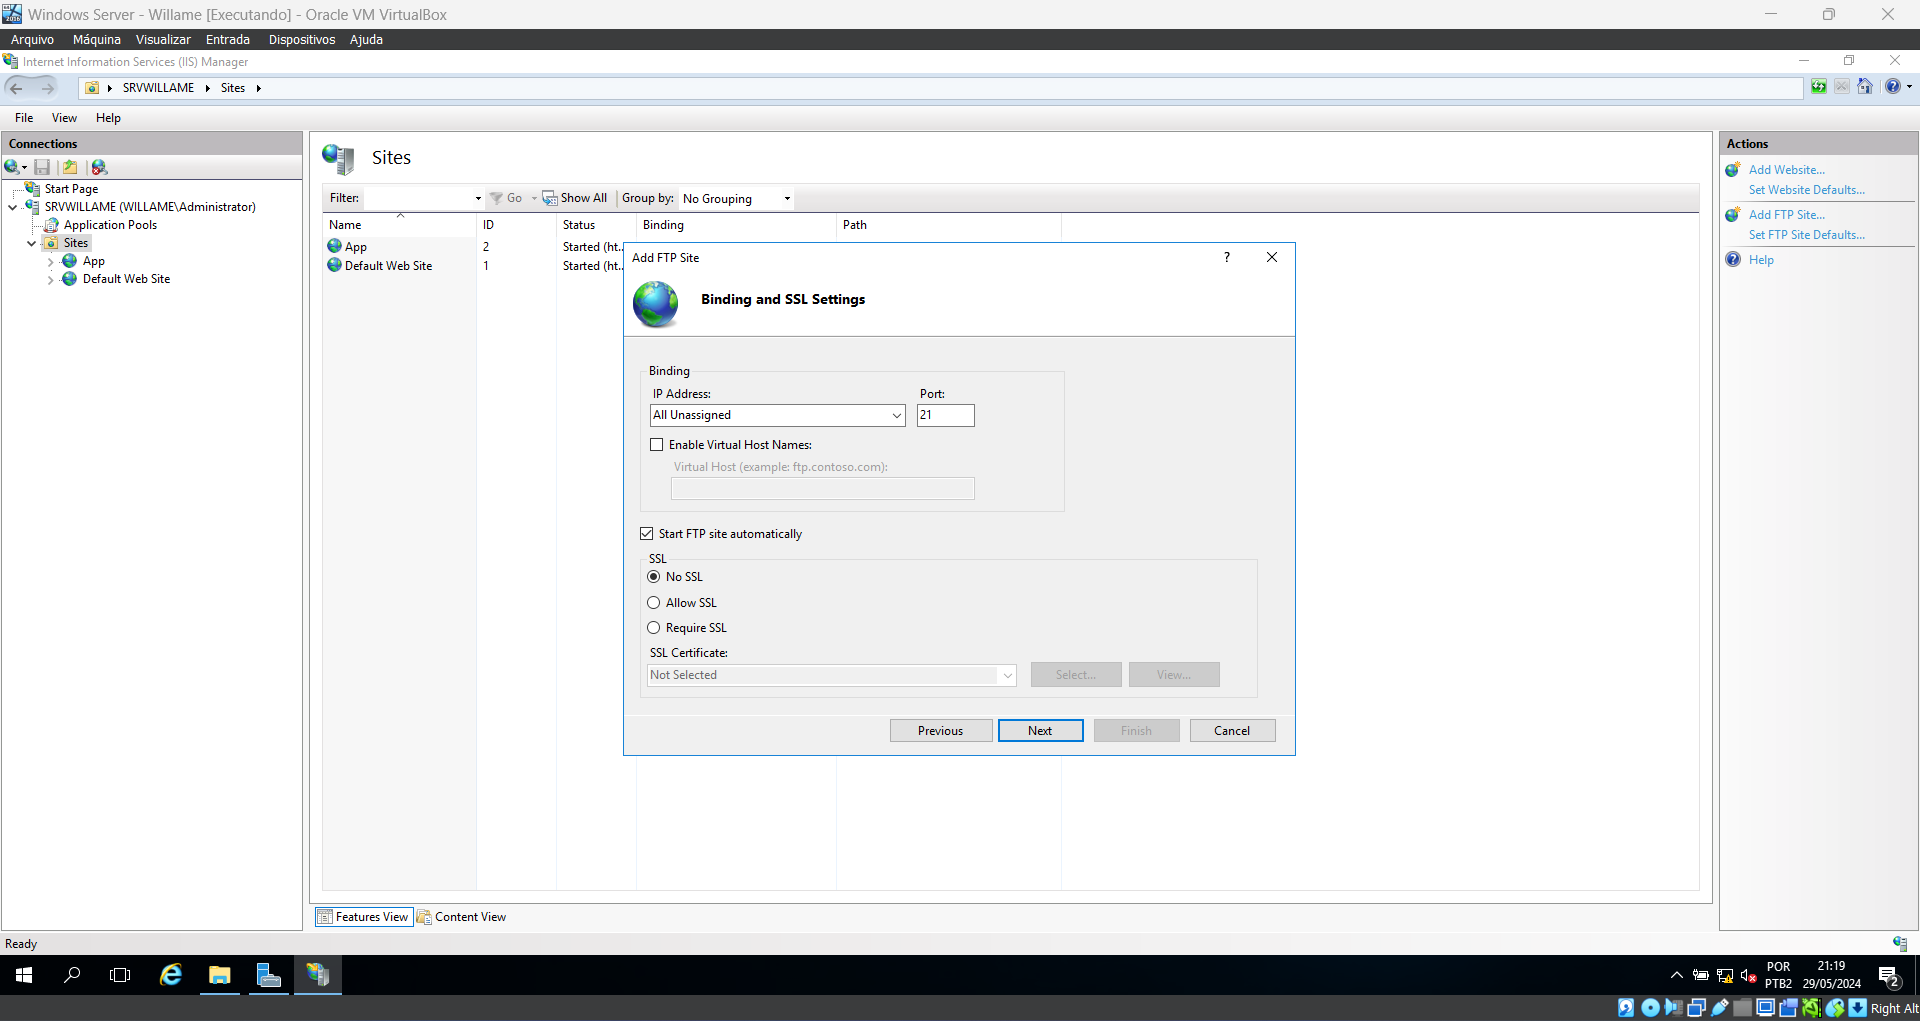 Windows Server - Willame [Executando] - Oracle VM VirtualBox
Arquivo Máquina Visualizar Entrada Dispositivos Ajuda
Internet Information Services (IIS) Manager
SRVWILLAME Sites
File View Help
Connections
Start Page
SRVWILLAME (WILLAME\Administrator)
Application Pools
Sites
App
Default Web Site
Sites
Filter: Go Show All Group by: No Grouping
Name ID Status Binding Path
App 2 Started (ht...
Default Web Site 1 Started (ht...
Add FTP Site ?
Binding and SSL Settings
Binding
IP Address: Port:
All Unassigned 21
Enable Virtual Host Names:
Virtual Host (example: ftp.contoso.com):
Start FTP site automatically
SSL
No SSL
Allow SSL
Require SSL
SSL Certificate:
Not Selected Select... View...
Previous Next Finish Cancel
Features View Content View
Actions
Add Website...
Set Website Defaults...
Add FTP Site...
Set FTP Site Defaults...
Help
Ready
POR
PTB2
21:19
29/05/2024
2
Right Alt